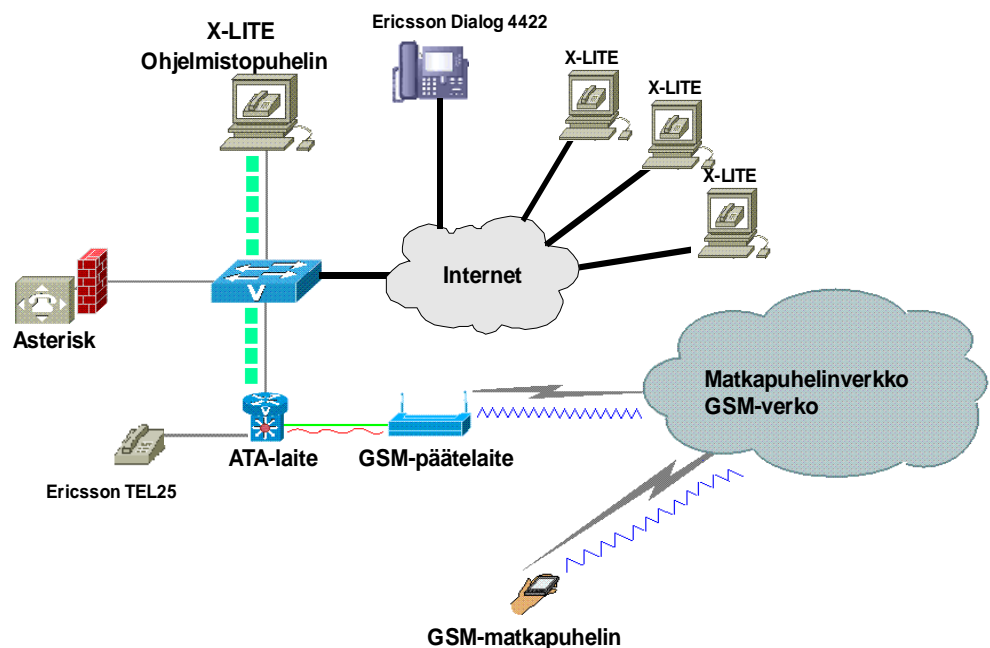 Ericsson Dialog 4422
X-LITE
Ohjelmistopuhelin
X-LITE
X-LITE
X-LITE
Internet
Asterisk
Matkapuhelinverkko
GSM-verko
V
V
ATA-laite
GSM-päätelaite
Ericsson TEL25
GSM-matkapuhelin